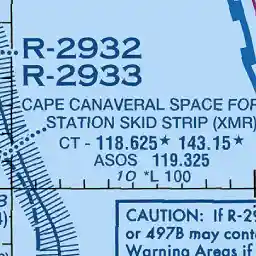 R-2932
R-2933
CAPE CANAVERAL SPACE FOR
STATION SKID STRIP (XMR)
CT - 118.625★ 143.15★
ASOS 119.325
10 *L 100
CAUTION: If R-29
or 497B may cont
Warning Areas if